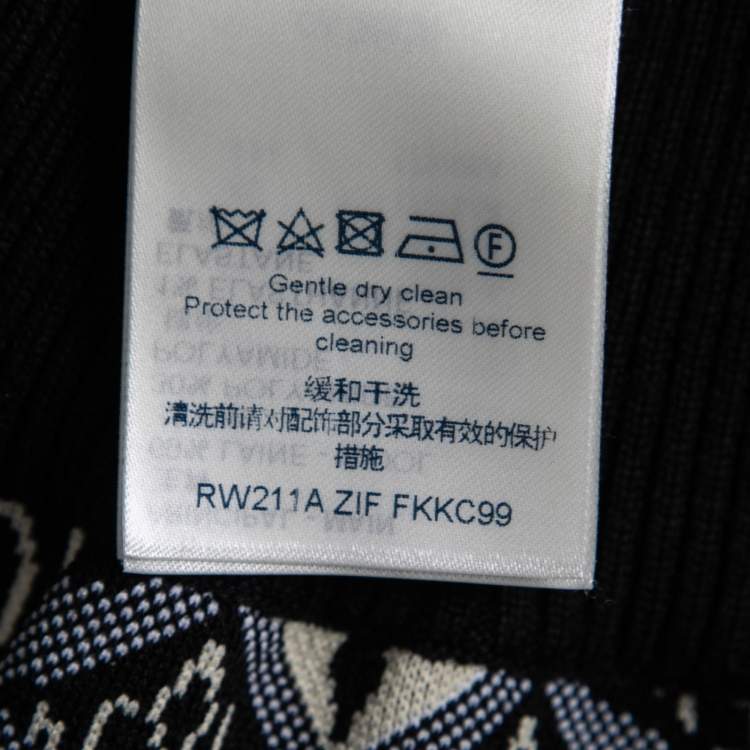 F
Gentle dry clean
Protect the accessories before
cleaning
缓和干洗
清洗前请对配饰部分采取有效的保护
措施
RW211A ZIF FKKC99